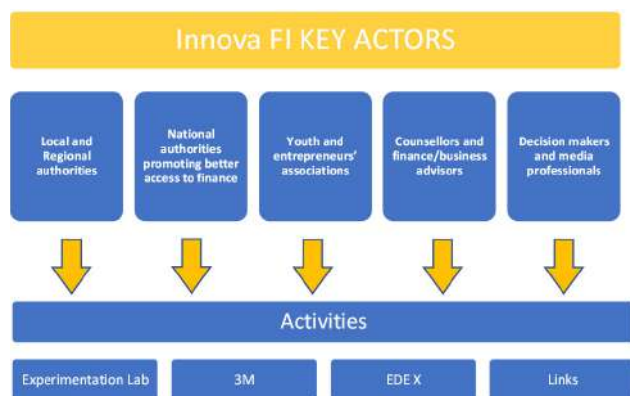 Innova FI KEY ACTORS
Local and
Regional
authorities
National
authorities
promoting better
access to finance
Youth and
entrepreneurs'
associations
Counsellors and
finance/business
advisors
Decision makers
and media
professionals
Activities
Experimentation Lab
3M
EDE X
Links